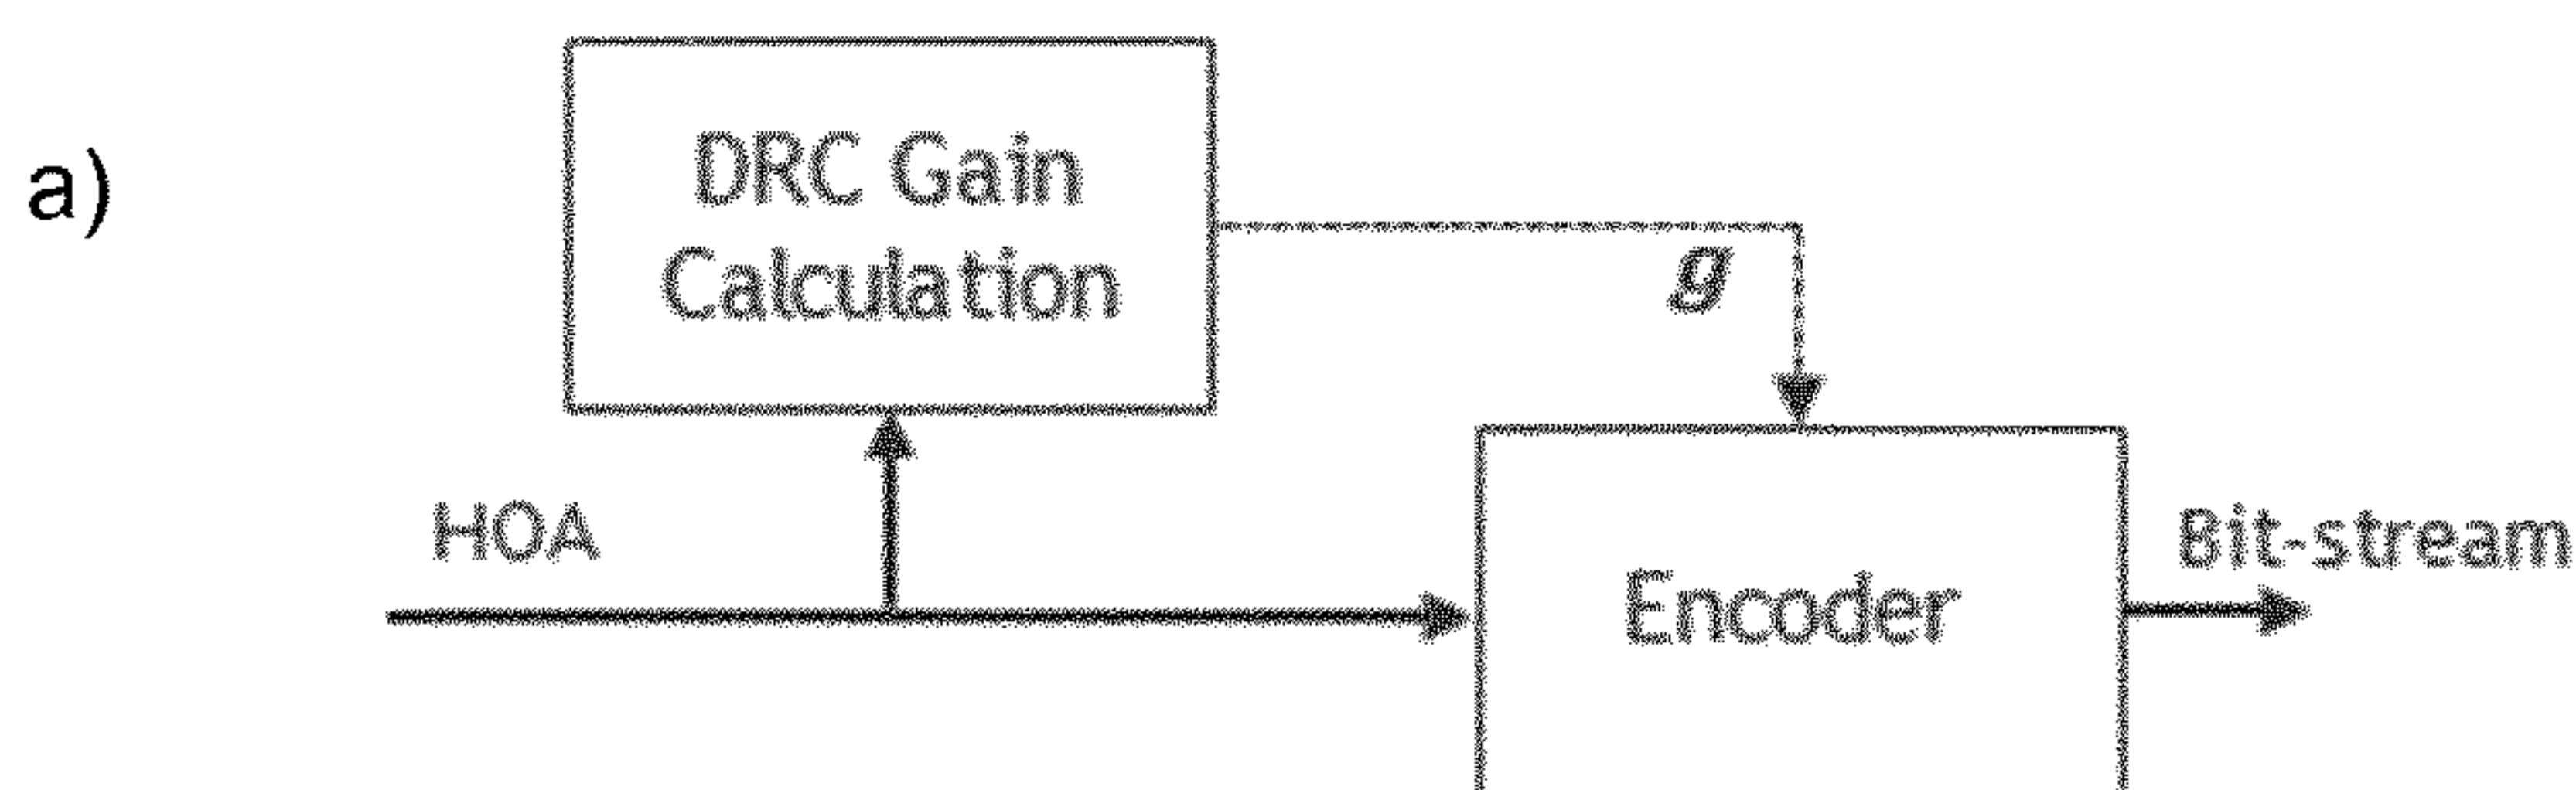 a)
DRC Gain
Calculation
g
HOA
Encoder
Bit-stream